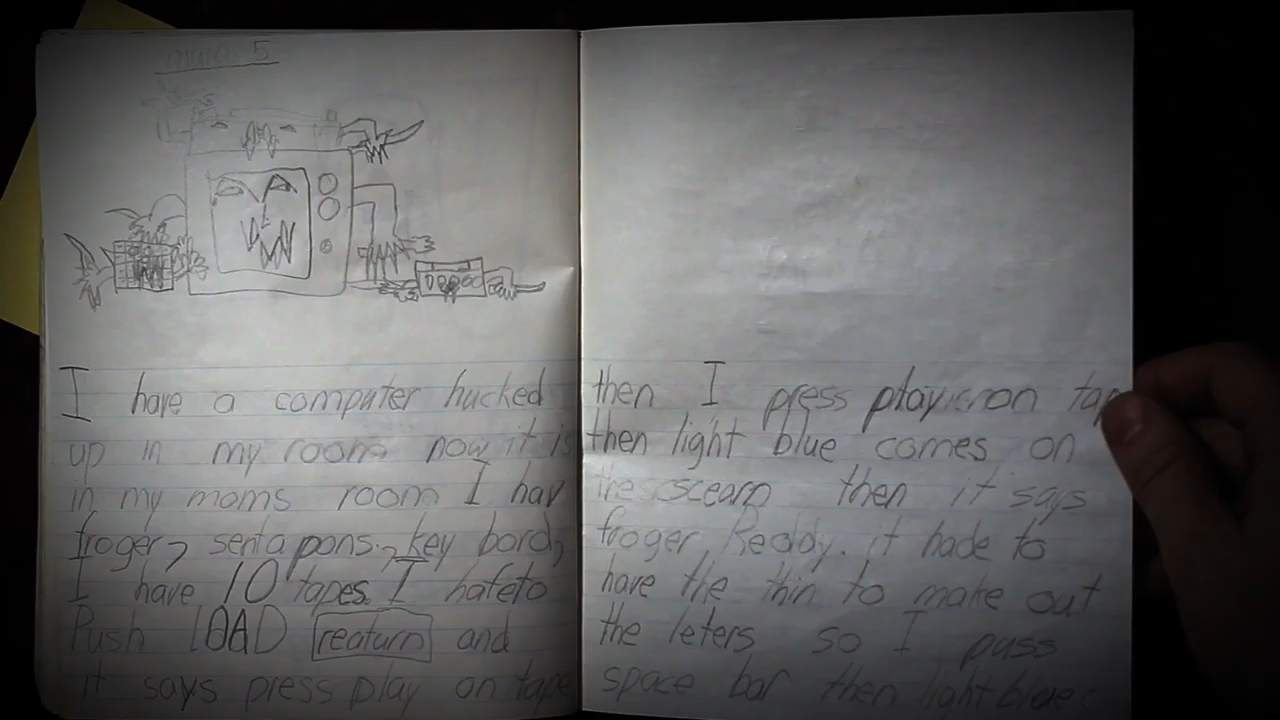 I have a computer hucked
up in my room now it is
in my moms room I hav
froger, sentapons., key bord,
I have 10 tapes. I hafeto
Push LOAD reaturn and
it says press play on tape
then I press play on tap
then light blue comes on
the scsearn then it says
froger, Reddy. it hade to
have the thin to make out
the leters so I puss
space bar then light blue